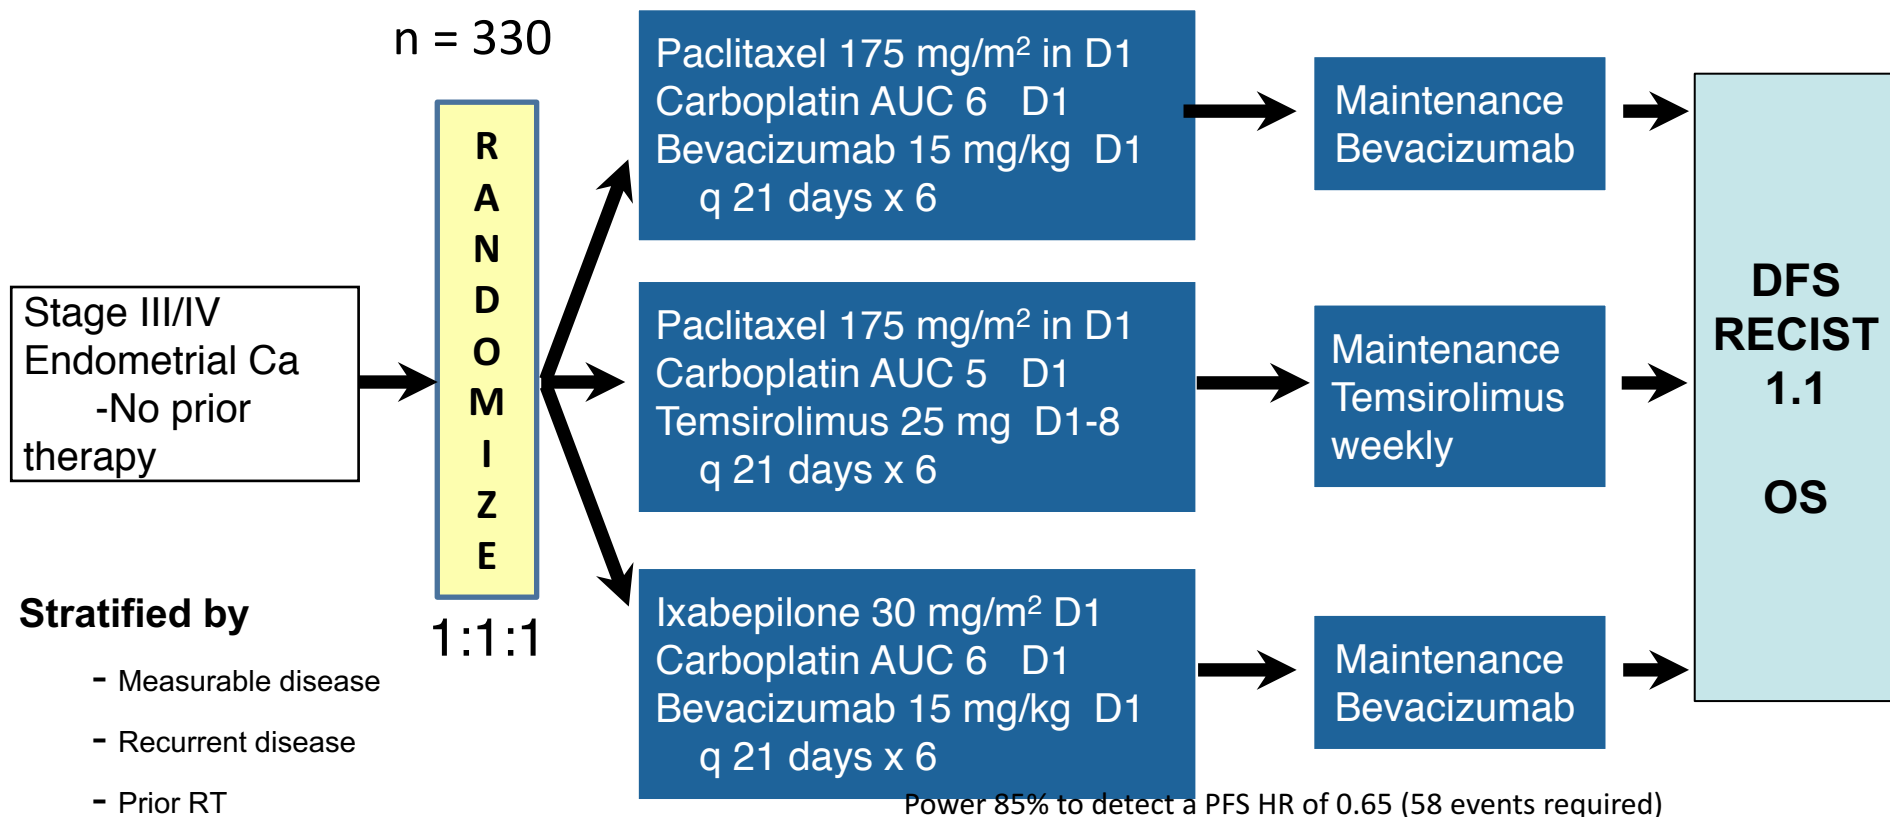 n = 330
Stage III/IV
Endometrial Ca
-No prior
therapy
RANDOMIZE
1:1:1
Stratified by
- Measurable disease
- Recurrent disease
- Prior RT
Paclitaxel 175 mg/m² in D1
Carboplatin AUC 6 D1
Bevacizumab 15 mg/kg D1
q 21 days x 6
Maintenance
Bevacizumab
Paclitaxel 175 mg/m² in D1
Carboplatin AUC 5 D1
Temsirolimus 25 mg D1-8
q 21 days x 6
Maintenance
Temsirolimus
weekly
Ixabepilone 30 mg/m² D1
Carboplatin AUC 6 D1
Bevacizumab 15 mg/kg D1
q 21 days x 6
Maintenance
Bevacizumab
DFS
RECIST
1.1
OS
Power 85% to detect a PFS HR of 0.65 (58 events required)